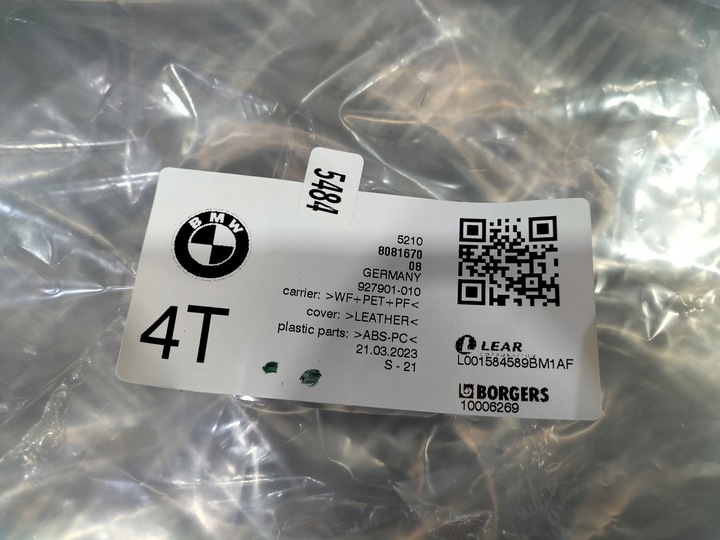 5484
BMW
4T
5210
8081670
08
GERMANY
927901-010
carrier: >WF+PET+PF<
cover: >LEATHER<
plastic parts: >ABS-PC<
21.03.2023
S - 21
LEAR
CORPORATION
L001584589BM1AF
BORGERS
10006269